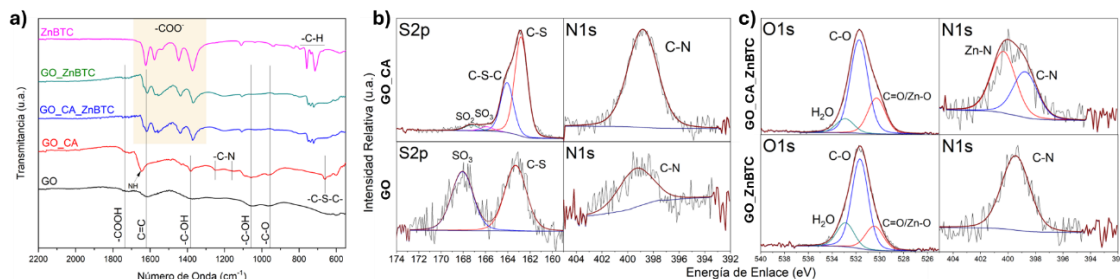 a)
Transmitancia (u.a.)
-COO⁻
ZnBTC
-C-H
GO_ZnBTC
GO_CA_ZnBTC
GO_CA
-C-N
NH
-C-S-C-
GO
-COOH
C=C
-C-OH
-C-OH
-C-O
2200 2000 1800 1600 1400 1200 1000 800 600
Número de Onda (cm⁻¹)
b)
Intensidad Relativa (u.a.)
GO_CA
S2p
C-S
C-S-C
SO₂
SO₃
N1s
C-N
GO
S2p
SO₃
C-S
N1s
C-N
174 172 170 168 166 164 162 160
404 402 400 398 396 394 392
c)
GO_CA_ZnBTC
O1s
C-O
H₂O
C=O/Zn-O
N1s
Zn-N
C-N
GO_ZnBTC
O1s
C-O
H₂O
C=O/Zn-O
N1s
C-N
540 538 536 534 532 530 528 526
404 402 400 398 396 394 392
Energía de Enlace (eV)